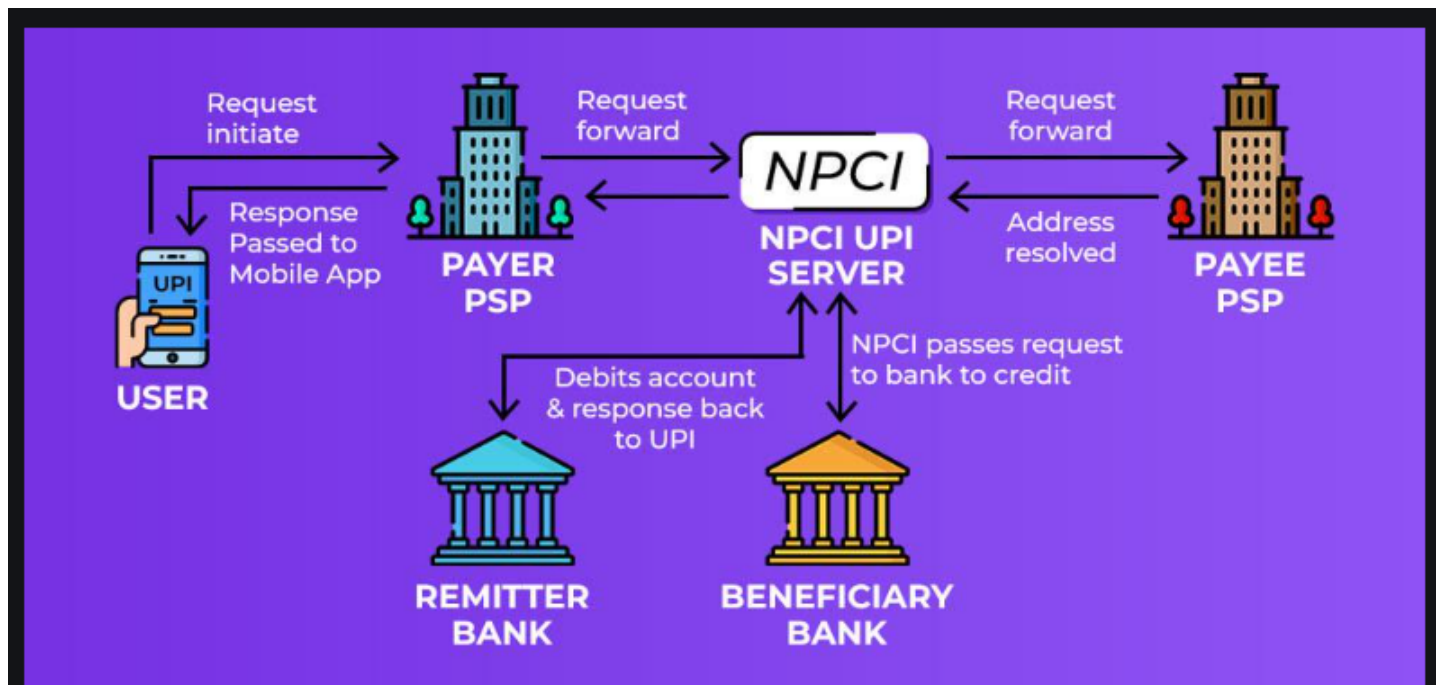 Request
initiate
Request
forward
Request
forward
NPCI
Response
Passed to
Mobile App
Address
resolved
UPI
USER
PAYER
PSP
NPCI UPI
SERVER
PAYEE
PSP
Debits account
& response back
to UPI
NPCI passes request
to bank to credit
REMITTER
BANK
BENEFICIARY
BANK